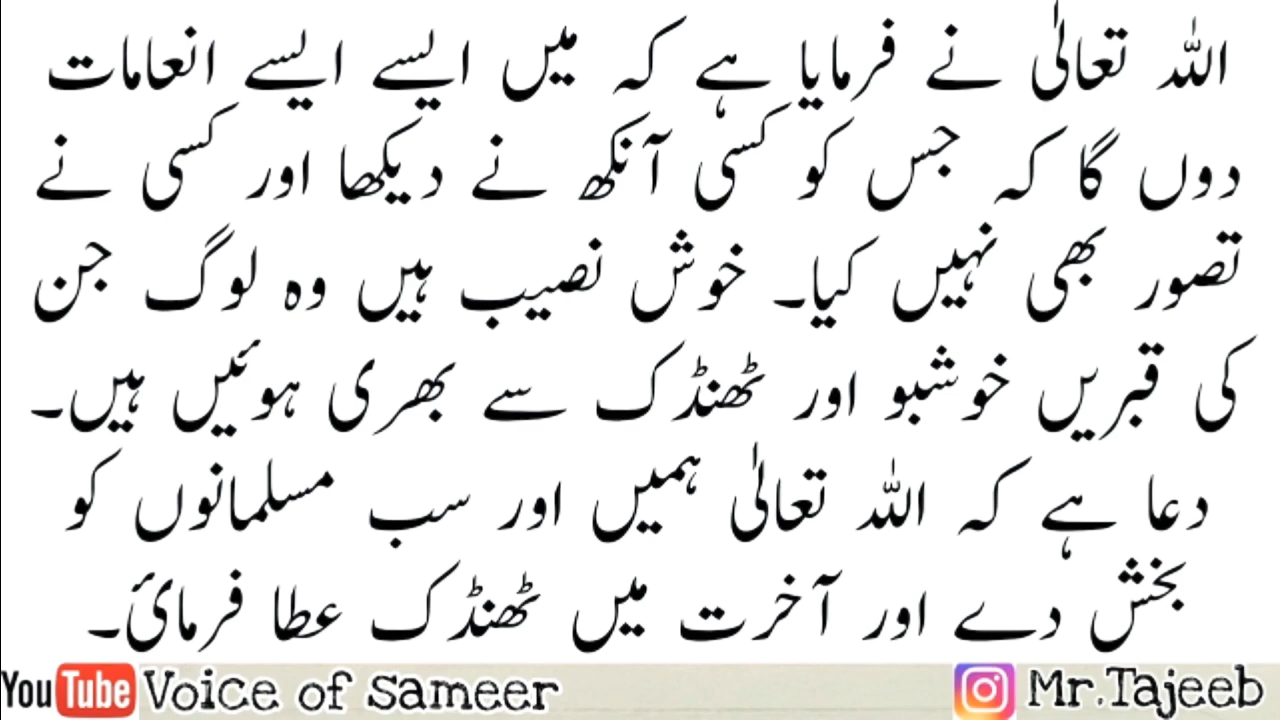 اللہ تعالیٰ نے فرمایا ہے کہ میں ایسے ایسے انعامات
دوں گا کہ جس کو کسی آنکھ نے دیکھا اور کسی نے
تصور بھی نہیں کیا۔ خوش نصیب ہیں وہ لوگ جن
کی قبریں خوشبو اور ٹھنڈک سے بھری ہوئیں ہیں۔
دعا ہے کہ اللہ تعالیٰ ہمیں اور سب مسلمانوں کو
بخش دے اور آخرت میں ٹھنڈک عطا فرمائ۔
YouTube Voice of sameer Mr.Tajeeb